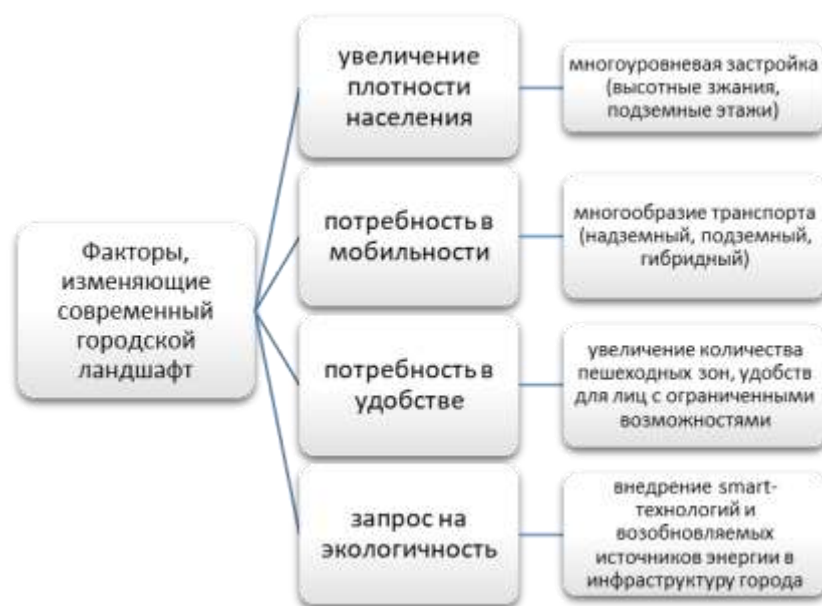 Факторы,
изменяющие
современный
городской
ландшафт
увеличение
плотности
населения
многоуровневая застройка
(высотные зжания,
подземные этажи)
потребность в
мобильности
многообразие транспорта
(надземный, подземный,
гибридный)
потребность в
удобстве
увеличение количества
пешеходных зон, удобств
для лиц с ограниченными
возможностями
запрос на
экологичность
внедрение smart-
технологий и
возобновляемых
источников энергии в
инфраструктуру города